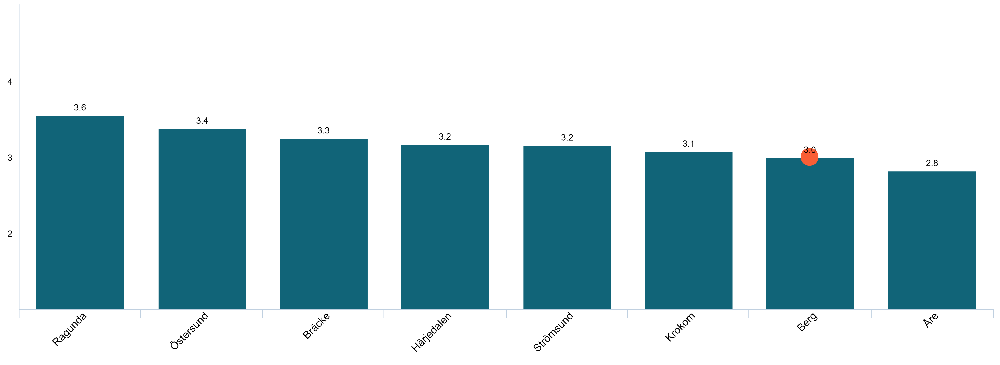 4
3
2
3.6
3.4
3.3
3.2
3.2
3.1
3.0
2.8
Ragunda
Östersund
Bräcke
Härjedalen
Strömsund
Krokom
Berg
Åre